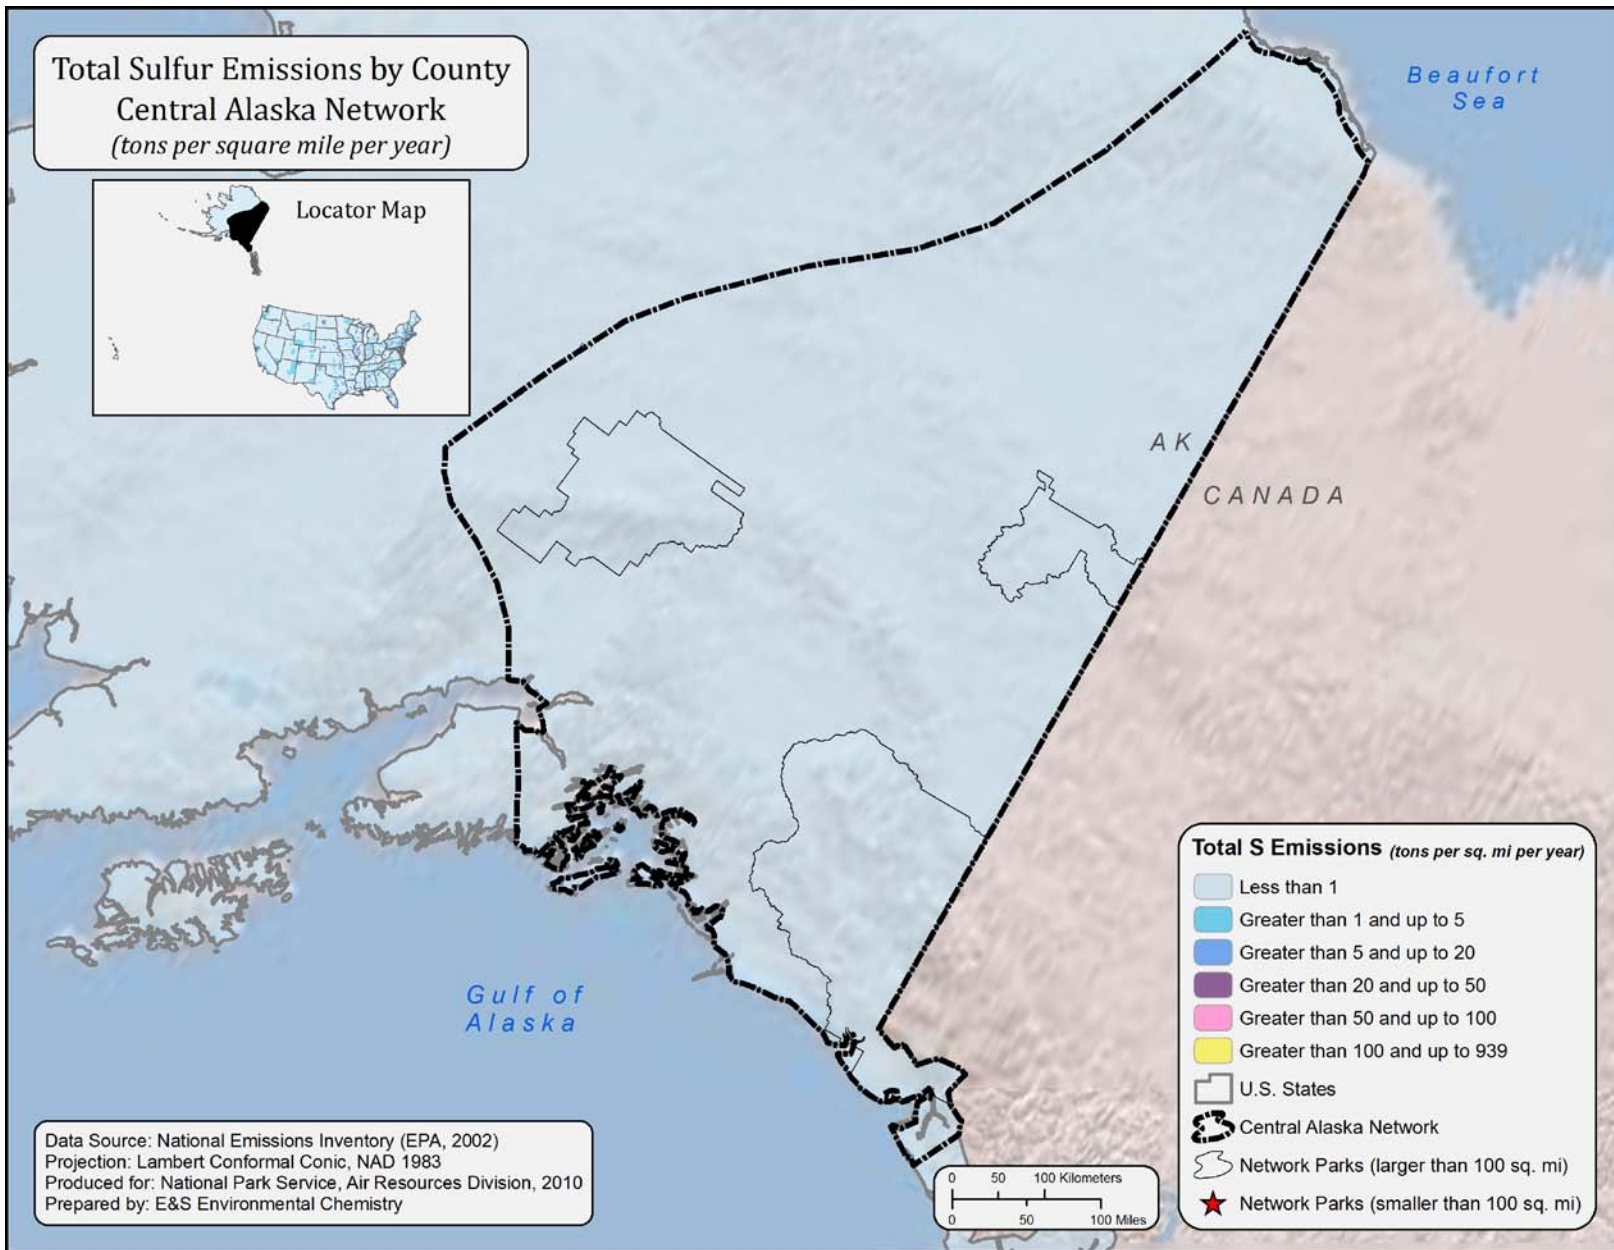 Total Sulfur Emissions by County
Central Alaska Network
(tons per square mile per year)
Locator Map
Beaufort
Sea
AK
CANADA
Gulf of
Alaska
Total S Emissions (tons per sq. mi per year)
Less than 1
Greater than 1 and up to 5
Greater than 5 and up to 20
Greater than 20 and up to 50
Greater than 50 and up to 100
Greater than 100 and up to 939
U.S. States
Central Alaska Network
Network Parks (larger than 100 sq. mi)
Network Parks (smaller than 100 sq. mi)
Data Source: National Emissions Inventory (EPA, 2002)
Projection: Lambert Conformal Conic, NAD 1983
Produced for: National Park Service, Air Resources Division, 2010
Prepared by: E&S Environmental Chemistry
0 50 100 Kilometers
0 50 100 Miles